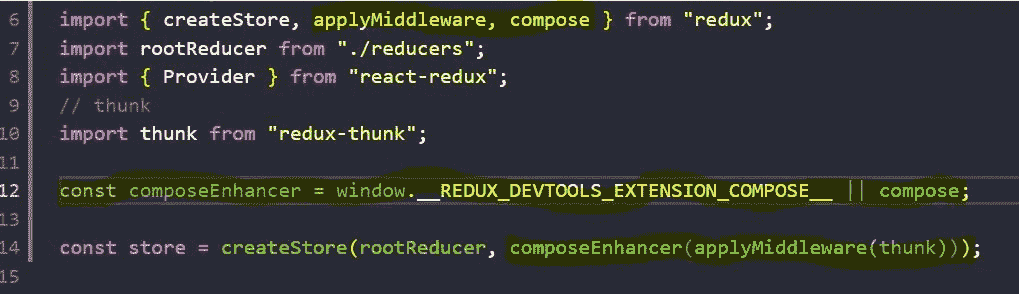 6 import { createStore, applyMiddleware, compose } from "redux";
7 import rootReducer from "./reducers";
8 import { Provider } from "react-redux";
9 // thunk
10 import thunk from "redux-thunk";
11
12 const composeEnhancer = window.__REDUX_DEVTOOLS_EXTENSION_COMPOSE__ || compose;
13
14 const store = createStore(rootReducer, composeEnhancer(applyMiddleware(thunk)));
15